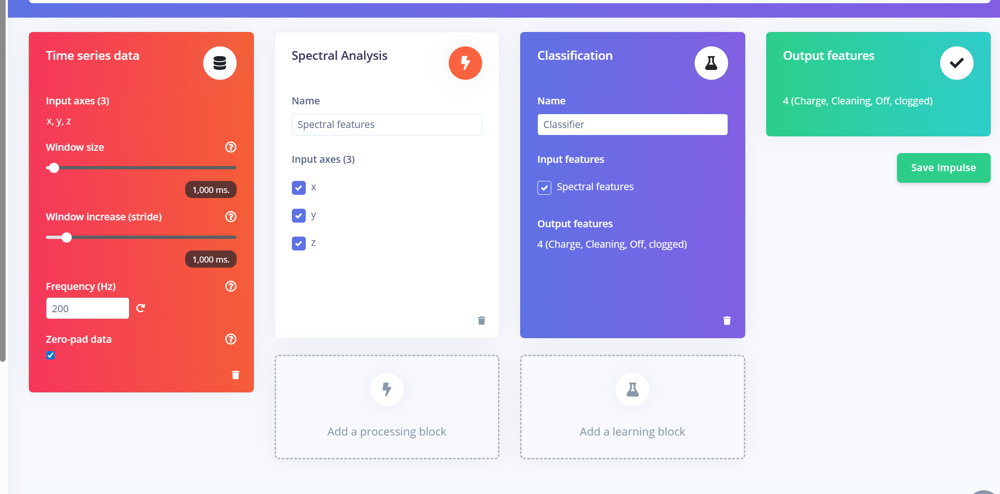 Time series data
Input axes (3)
x, y, z
Window size
1,000 ms.
Window increase (stride)
1,000 ms.
Frequency (Hz)
200
Zero-pad data
Spectral Analysis
Name
Spectral features
Input axes (3)
x
y
z
Add a processing block
Classification
Name
Classifier
Input features
Spectral features
Output features
4 (Charge, Cleaning, Off, clogged)
Add a learning block
Output features
4 (Charge, Cleaning, Off, clogged)
Save Impulse